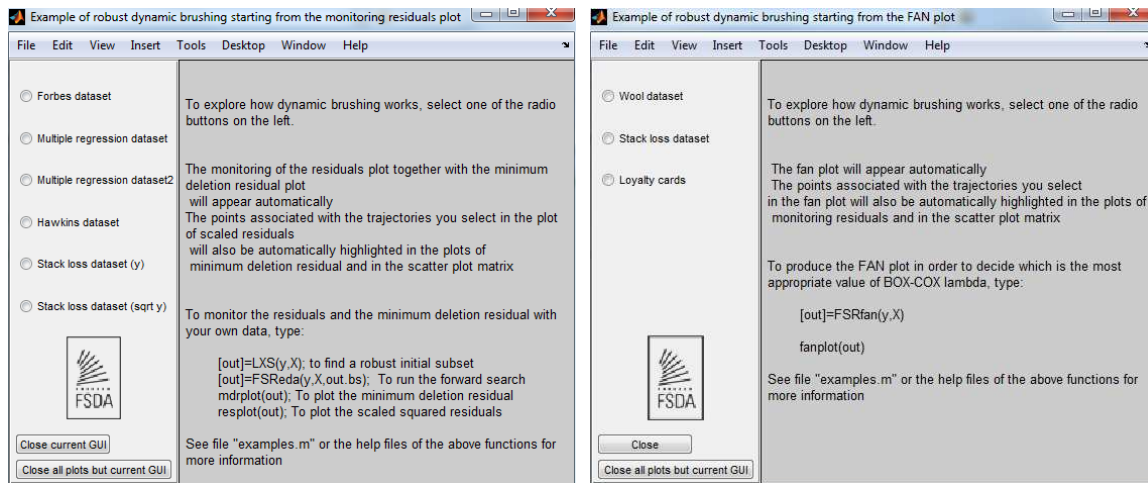 Example of robust dynamic brushing starting from the monitoring residuals plot
File Edit View Insert Tools Desktop Window Help
Forbes dataset
Multiple regression dataset
Multiple regression dataset2
Hawkins dataset
Stack loss dataset (y)
Stack loss dataset (sqrt y)
FSDA
Close current GUI
Close all plots but current GUI
To explore how dynamic brushing works, select one of the radio
buttons on the left.
The monitoring of the residuals plot together with the minimum
deletion residual plot
will appear automatically
The points associated with the trajectories you select in the plot
of scaled residuals
will also be automatically highlighted in the plots of
minimum deletion residual and in the scatter plot matrix
To monitor the residuals and the minimum deletion residual with
your own data, type:
[out]=LXS(y,X); to find a robust initial subset
[out]=FSReda(y,X,out.bs); To run the forward search
mdrplot(out); To plot the minimum deletion residual
resplot(out); To plot the scaled squared residuals
See file "examples.m" or the help files of the above functions for
more information
Example of robust dynamic brushing starting from the FAN plot
File Edit View Insert Tools Desktop Window Help
Wool dataset
Stack loss dataset
Loyalty cards
FSDA
Close
Close all plots but current GUI
To explore how dynamic brushing works, select one of the radio
buttons on the left.
The fan plot will appear automatically
The points associated with the trajectories you select
in the fan plot will also be automatically highlighted in the plots of
monitoring residuals and in the scatter plot matrix
To produce the FAN plot in order to decide which is the most
appropriate value of BOX-COX lambda, type:
[out]=FSRfan(y,X)
fanplot(out)
See file "examples.m" or the help files of the above functions for
more information